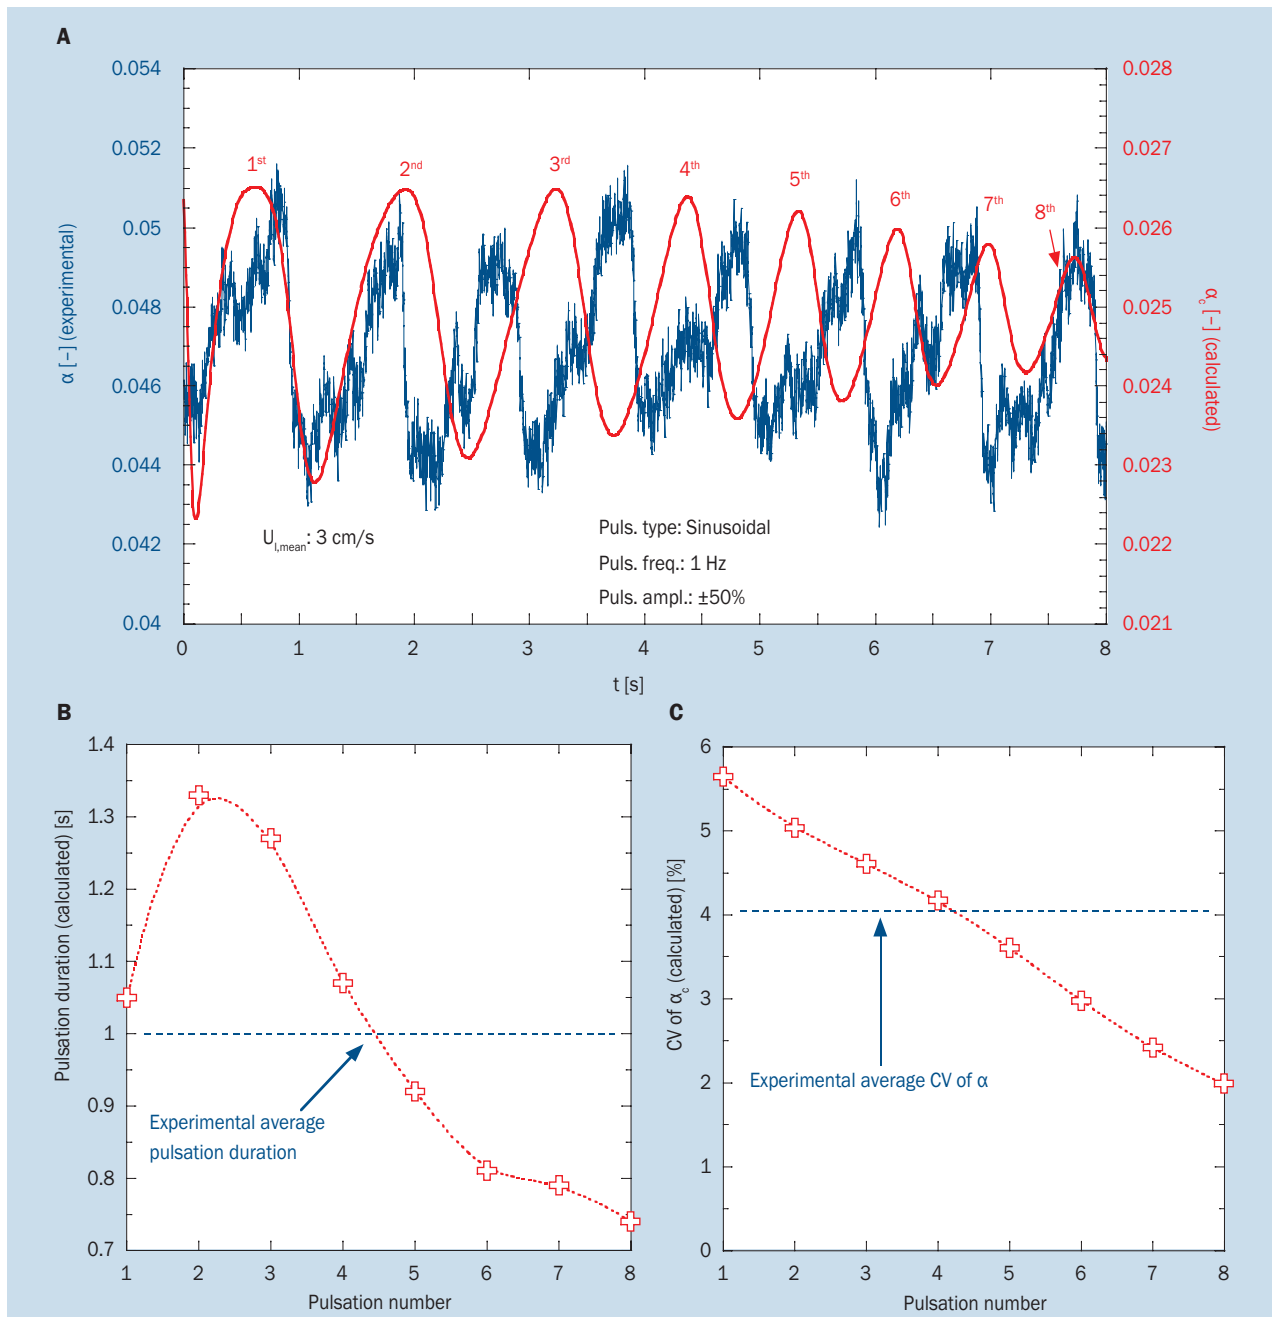 A
0.054
0.052
0.05
0.048
0.046
0.044
0.042
0.04
α [–] (experimental)
0.028
0.027
0.026
0.025
0.024
0.023
0.022
0.021
α_c [–] (calculated)
1st
2nd
3rd
4th
5th
6th
7th
8th
U_l,mean: 3 cm/s
Puls. type: Sinusoidal
Puls. freq.: 1 Hz
Puls. ampl.: ±50%
0 1 2 3 4 5 6 7 8
t [s]
B
1.4
1.3
1.2
1.1
1
0.9
0.8
0.7
Pulsation duration (calculated) [s]
Experimental average
pulsation duration
1 2 3 4 5 6 7 8
Pulsation number
C
6
5
4
3
2
1
0
CV of α_c (calculated) [%]
Experimental average CV of α
1 2 3 4 5 6 7 8
Pulsation number